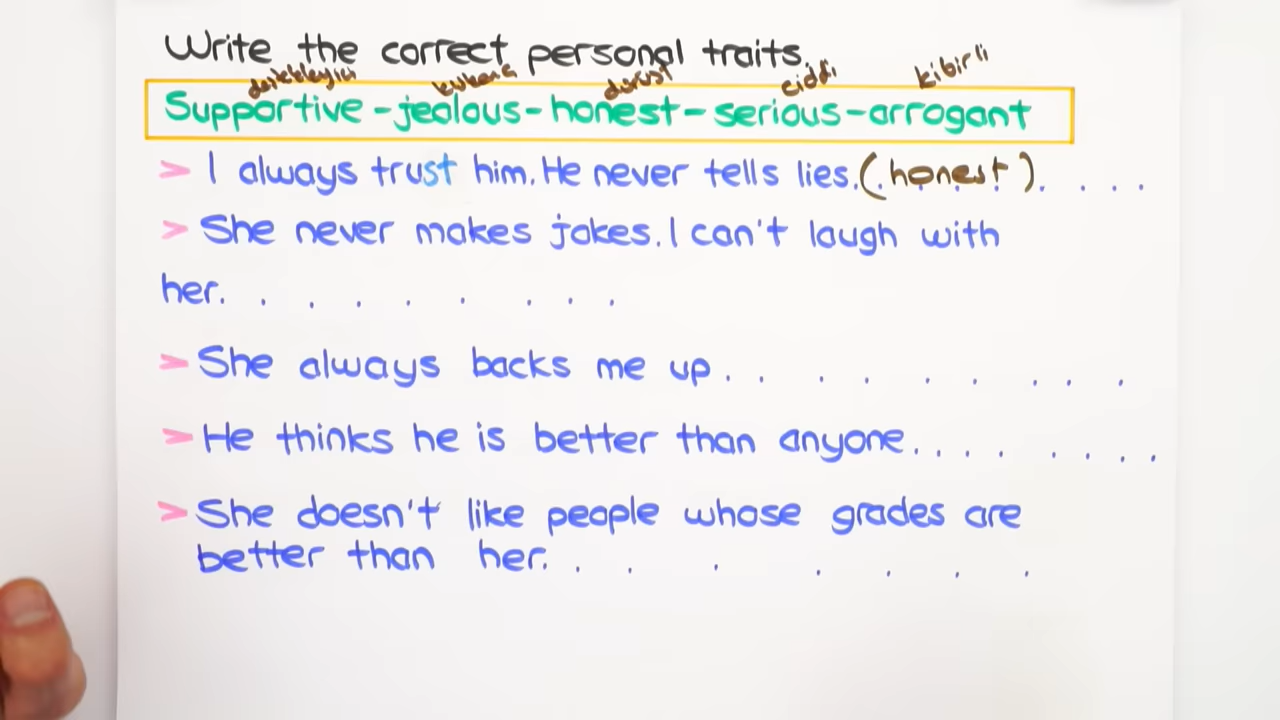 Write the correct personal traits.
destekleyici kıskanç dürüst ciddi kibirli
Supportive - jealous - honest - serious - arrogant
> I always trust him. He never tells lies. (honest). . . .
> She never makes jokes. I can't laugh with
her. . . . . . . . .
> She always backs me up. . . . . . . . .
> He thinks he is better than anyone. . . . . . . .
> She doesn't like people whose grades are
better than her. . . . . . . .